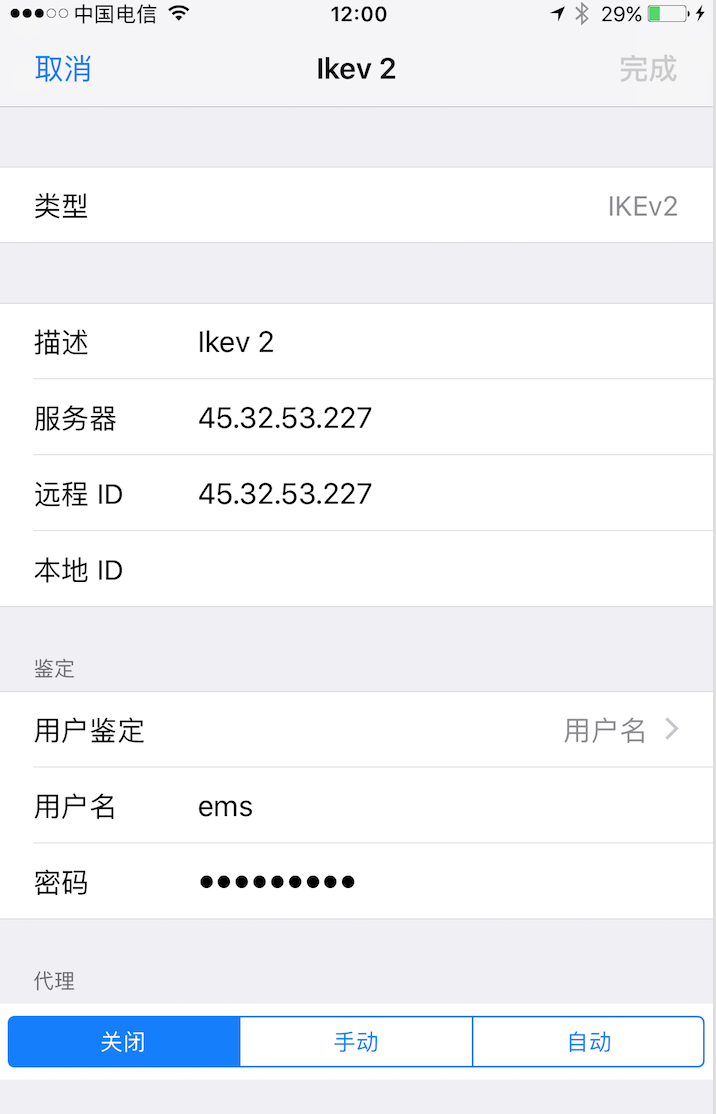 中国电信 12:00 29%
取消 Ikev 2 完成
类型 IKEv2
描述 Ikev 2
服务器 45.32.53.227
远程 ID 45.32.53.227
本地 ID
鉴定
用户鉴定 用户名
用户名 ems
密码 •••••••••
代理
关闭 手动 自动